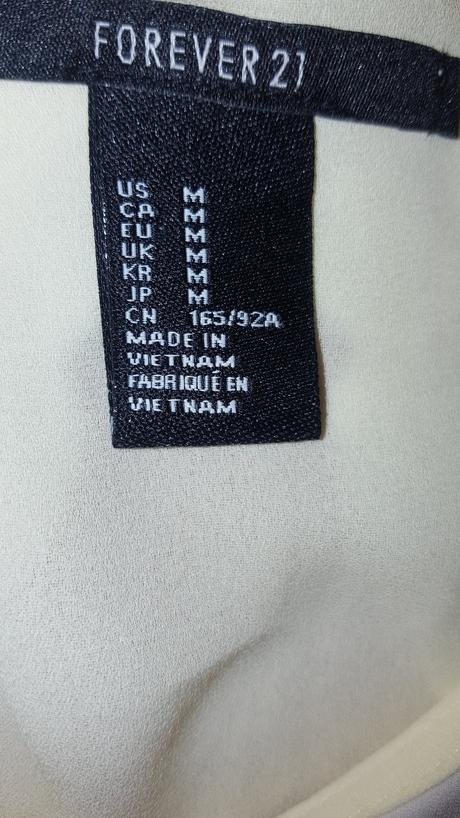 FOREVER 21
US M
CA M
EU M
UK M
KR M
JP M
CN 165/92A
MADE IN
VIETNAM
FABRIQUÉ EN
VIETNAM